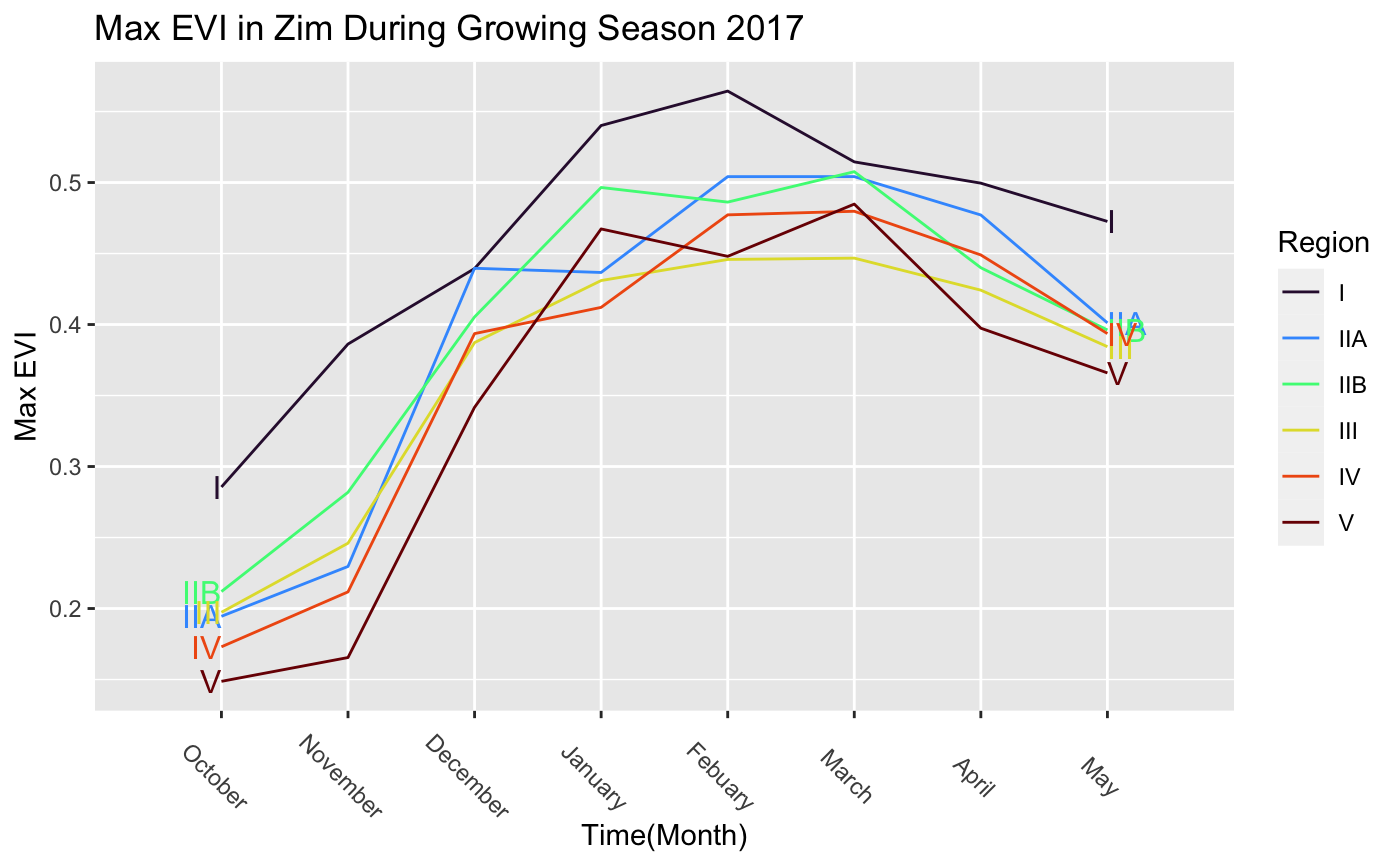 Max EVI in Zim During Growing Season 2017
Max EVI
0.5
0.4
0.3
0.2
I
IIB
III
IIA
IV
V
I
IIA
IIB
IV
III
V
October
November
December
January
Febuary
March
April
May
Time(Month)
Region
I
IIA
IIB
III
IV
V